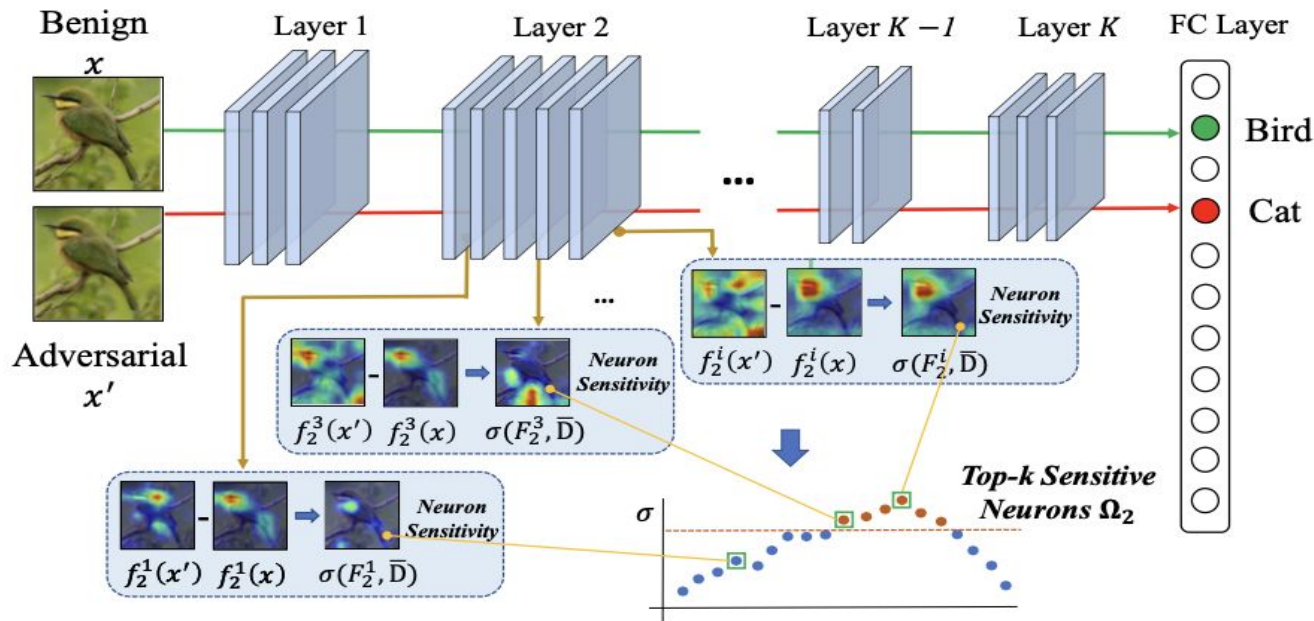 Benign
x
Layer 1
Layer 2
Layer K − 1
Layer K
FC Layer
Bird
Cat
...
Adversarial
x′
...
f₂ⁱ(x′) - f₂ⁱ(x) σ(F₂ⁱ, D̅)
Neuron
Sensitivity
f₂³(x′) - f₂³(x) σ(F₂³, D̅)
Neuron
Sensitivity
f₂¹(x′) - f₂¹(x) σ(F₂¹, D̅)
Neuron
Sensitivity
Top-k Sensitive
Neurons Ω₂
σ